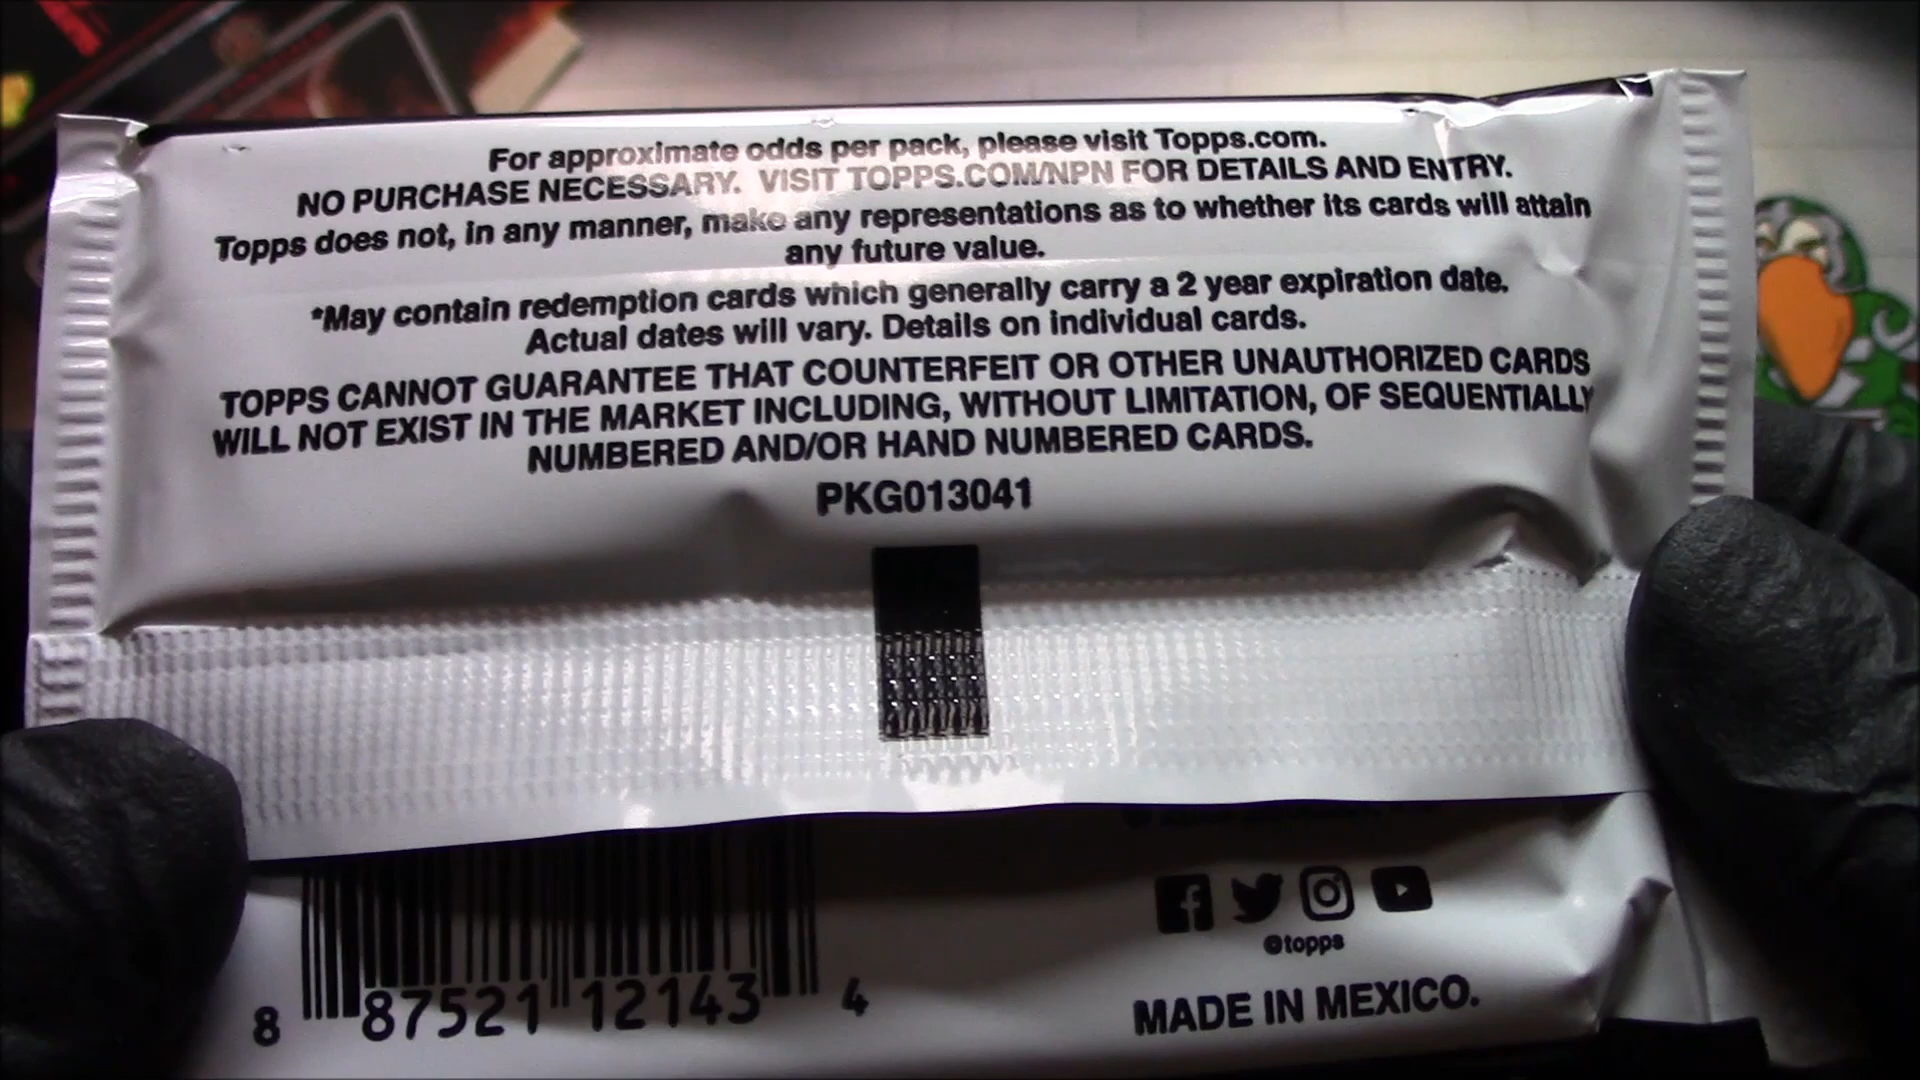 For approximate odds per pack, please visit Topps.com.
NO PURCHASE NECESSARY. VISIT TOPPS.COM/NPN FOR DETAILS AND ENTRY.
Topps does not, in any manner, make any representations as to whether its cards will attain
any future value.
*May contain redemption cards which generally carry a 2 year expiration date.
Actual dates will vary. Details on individual cards.
TOPPS CANNOT GUARANTEE THAT COUNTERFEIT OR OTHER UNAUTHORIZED CARDS
WILL NOT EXIST IN THE MARKET INCLUDING, WITHOUT LIMITATION, OF SEQUENTIALLY
NUMBERED AND/OR HAND NUMBERED CARDS.
PKG013041
@topps
MADE IN MEXICO.
8 87521 12143 4